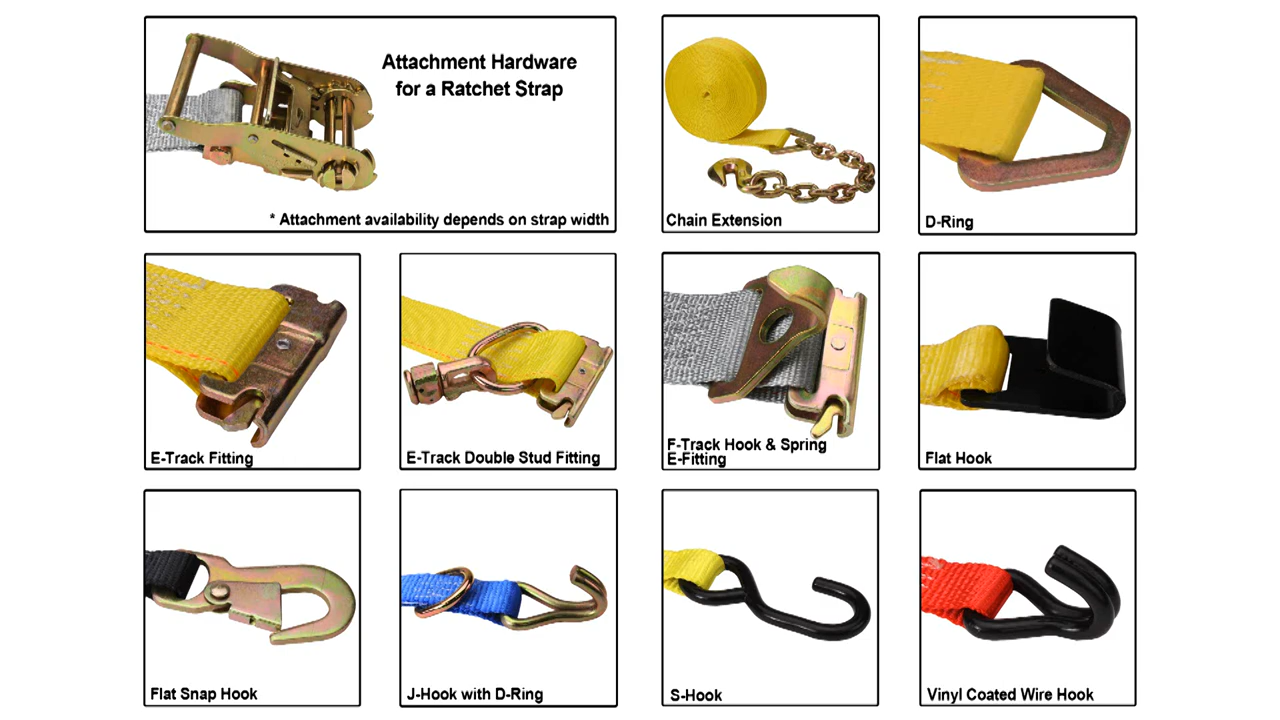 Attachment Hardware
for a Ratchet Strap
* Attachment availability depends on strap width
Chain Extension
D-Ring
E-Track Fitting
E-Track Double Stud Fitting
F-Track Hook & Spring
E-Fitting
Flat Hook
Flat Snap Hook
J-Hook with D-Ring
S-Hook
Vinyl Coated Wire Hook